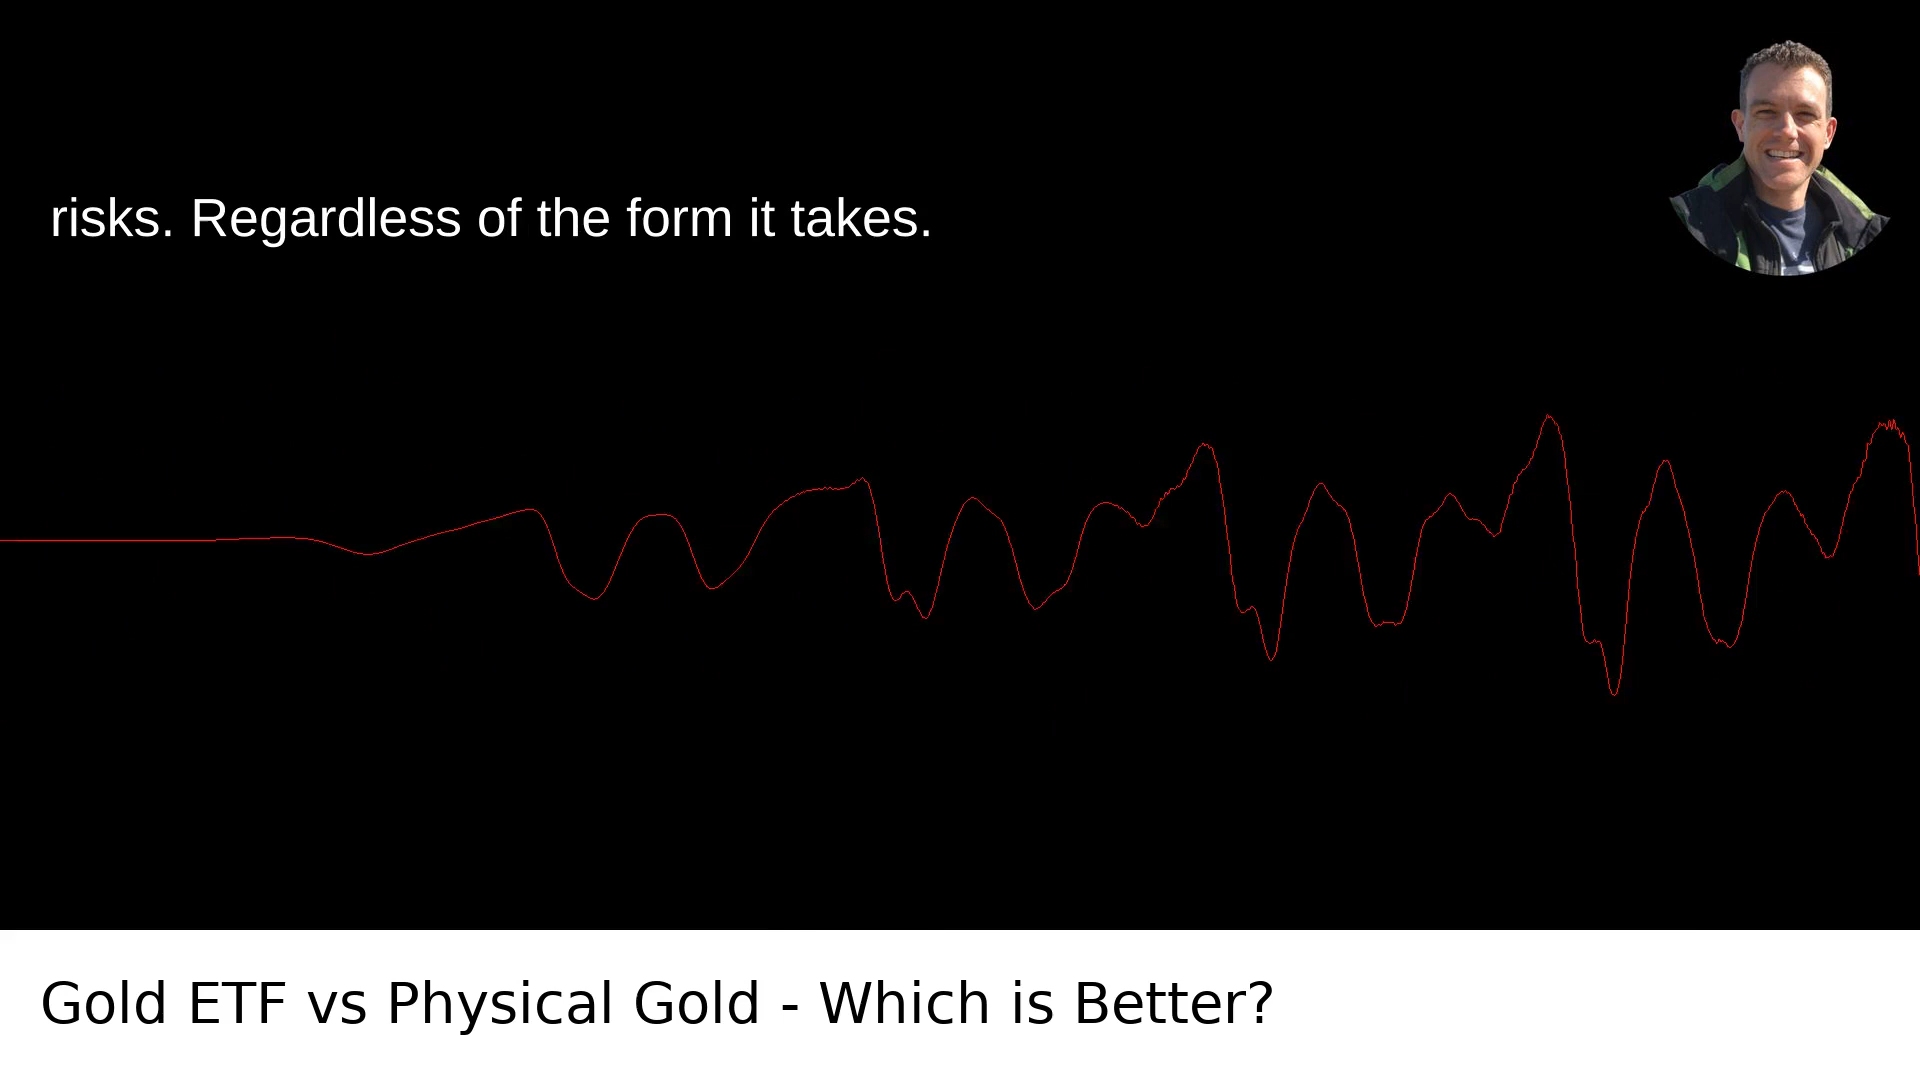 risks. Regardless of the form it takes.
Gold ETF vs Physical Gold - Which is Better?